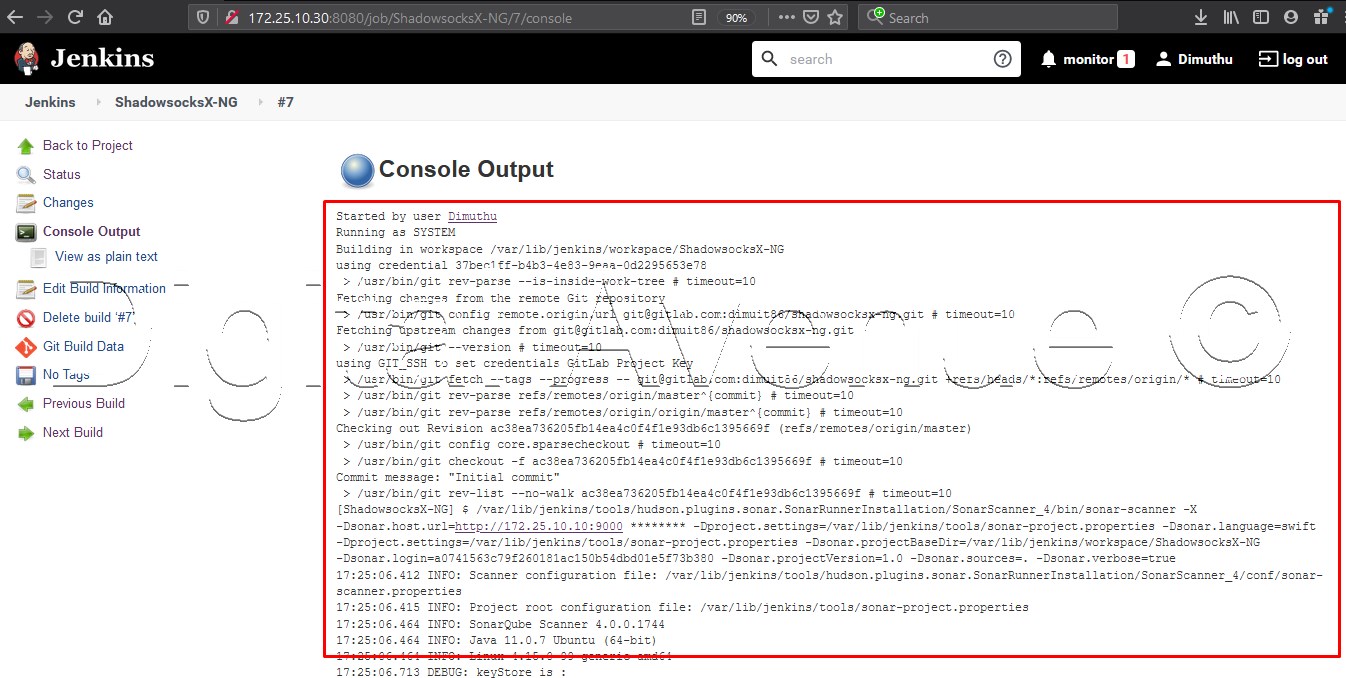 172.25.10.30:8080/job/ShadowsocksX-NG/7/console
90%
Search
Jenkins
search
monitor 1
Dimuthu
log out
Jenkins
ShadowsocksX-NG
#7
Back to Project
Status
Changes
Console Output
View as plain text
Edit Build Information
Delete build '#7'
Git Build Data
No Tags
Previous Build
Next Build
Console Output
Started by user Dimuthu
Running as SYSTEM
Building in workspace /var/lib/jenkins/workspace/ShadowsocksX-NG
using credential 37bec1ff-b4b3-4e83-9eaa-0d2295653e78
> /usr/bin/git rev-parse --is-inside-work-tree # timeout=10
Fetching changes from the remote Git repository
> /usr/bin/git config remote.origin.url git@gitlab.com:dimuit86/shadowsocksx-ng.git # timeout=10
Fetching upstream changes from git@gitlab.com:dimuit86/shadowsocksx-ng.git
> /usr/bin/git --version # timeout=10
using GIT_SSH to set credentials GitLab Project Key
> /usr/bin/git fetch --tags --progress -- git@gitlab.com:dimuit86/shadowsocksx-ng.git +refs/heads/*:refs/remotes/origin/* # timeout=10
> /usr/bin/git rev-parse refs/remotes/origin/master^{commit} # timeout=10
> /usr/bin/git rev-parse refs/remotes/origin/origin/master^{commit} # timeout=10
Checking out Revision ac38ea736205fb14ea4c0f4f1e93db6c1395669f (refs/remotes/origin/master)
> /usr/bin/git config core.sparsecheckout # timeout=10
> /usr/bin/git checkout -f ac38ea736205fb14ea4c0f4f1e93db6c1395669f # timeout=10
Commit message: "Initial commit"
> /usr/bin/git rev-list --no-walk ac38ea736205fb14ea4c0f4f1e93db6c1395669f # timeout=10
[ShadowsocksX-NG] $ /var/lib/jenkins/tools/hudson.plugins.sonar.SonarRunnerInstallation/SonarScanner_4/bin/sonar-scanner -X
-Dsonar.host.url=http://172.25.10.10:9000 ******** -Dproject.settings=/var/lib/jenkins/tools/sonar-project.properties -Dsonar.language=swift
-Dproject.settings=/var/lib/jenkins/tools/sonar-project.properties -Dsonar.projectBaseDir=/var/lib/jenkins/workspace/ShadowsocksX-NG
-Dsonar.login=a0741563c79f260181ac150b54dbd01e5f73b380 -Dsonar.projectVersion=1.0 -Dsonar.sources=. -Dsonar.verbose=true
17:25:06.412 INFO: Scanner configuration file: /var/lib/jenkins/tools/hudson.plugins.sonar.SonarRunnerInstallation/SonarScanner_4/conf/sonar-
scanner.properties
17:25:06.415 INFO: Project root configuration file: /var/lib/jenkins/tools/sonar-project.properties
17:25:06.464 INFO: SonarQube Scanner 4.0.0.1744
17:25:06.464 INFO: Java 11.0.7 Ubuntu (64-bit)
17:25:06.464 INFO: Linux 4.15.0-99-generic amd64
17:25:06.713 DEBUG: keyStore is :